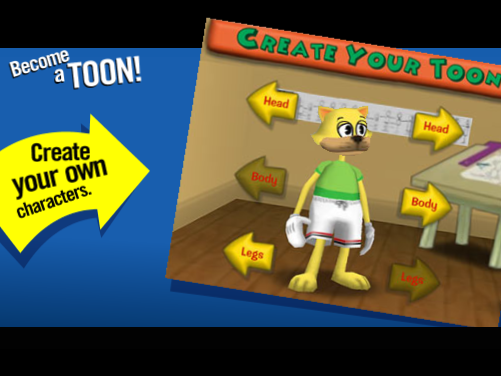 Become
a TOON!
Create
your own
characters.
CREATE YOUR TOON
Head
Head
Body
Body
Legs
Legs